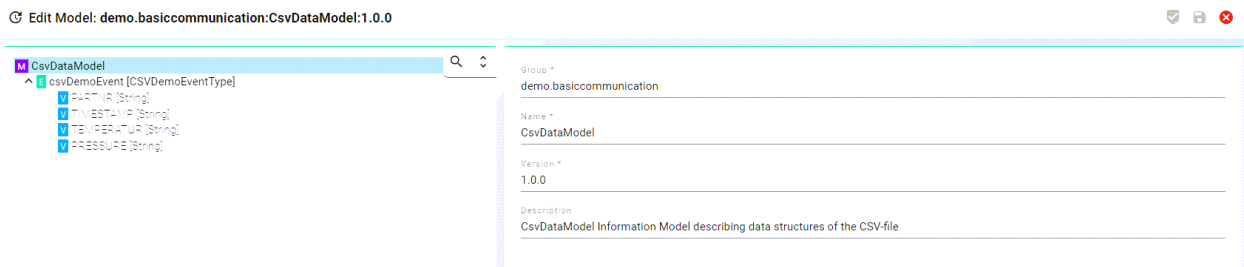 Edit Model: demo.basiccommunication:CsvDataModel:1.0.0
M CsvDataModel
E csvDemoEvent [CSVDemoEventType]
V PARTNR [String]
V TIMESTAMP [String]
V TEMPERATUR [String]
V PRESSURE [String]
Group *
demo.basiccommunication
Name *
CsvDataModel
Version *
1.0.0
Description
CsvDataModel Information Model describing data structures of the CSV-file